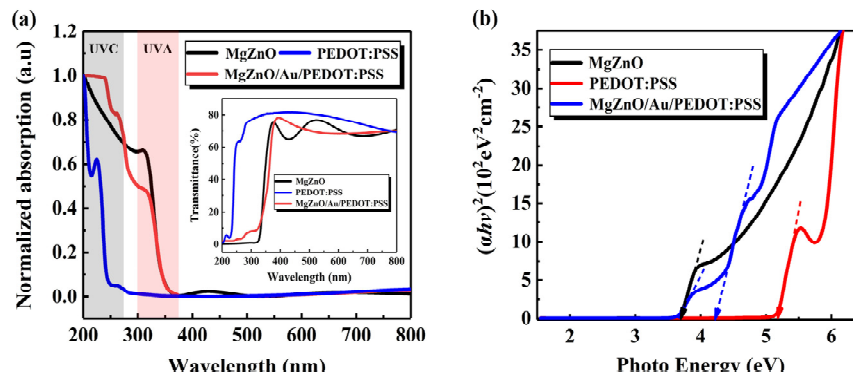 (a)
1.2
1.0
0.8
0.6
0.4
0.2
0.0
Normalized absorption (a.u)
UVC
UVA
MgZnO
PEDOT:PSS
MgZnO/Au/PEDOT:PSS
100
80
60
40
20
0
Transmittance(%)
MgZnO
PEDOT:PSS
MgZnO/Au/PEDOT:PSS
200 300 400 500 600 700 800
Wavelength (nm)
200 300 400 500 600 700 800
Wavelength (nm)
(b)
35
30
25
20
15
10
5
0
(αhν)²(10²eV²cm⁻²)
MgZnO
PEDOT:PSS
MgZnO/Au/PEDOT:PSS
2 3 4 5 6
Photo Energy (eV)